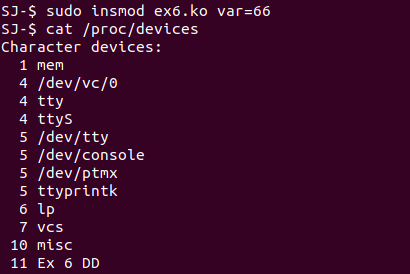 SJ-$ sudo insmod ex6.ko var=66
SJ-$ cat /proc/devices
Character devices:
  1 mem
  4 /dev/vc/0
  4 tty
  4 ttyS
  5 /dev/tty
  5 /dev/console
  5 /dev/ptmx
  5 ttyprintk
  6 lp
  7 vcs
 10 misc
 11 Ex 6 DD